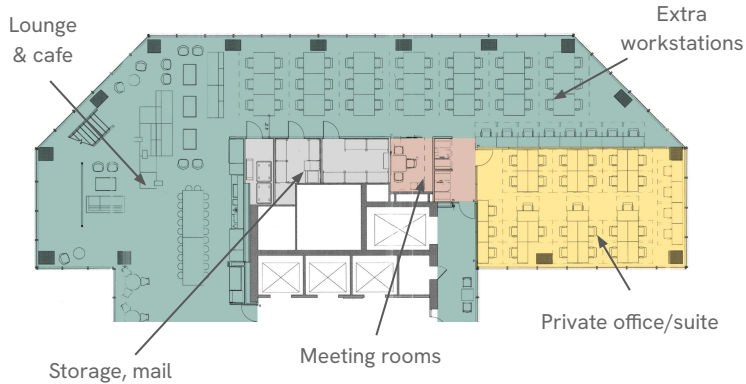 Lounge
& cafe
Extra
workstations
Private office/suite
Meeting rooms
Storage, mail